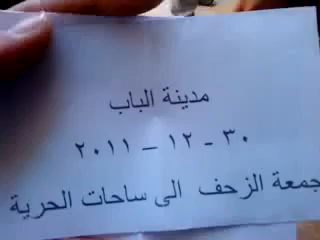 مدينة الباب
٣٠ - ١٢ - ٢٠١١
جمعة الزحف الى ساحات الحرية